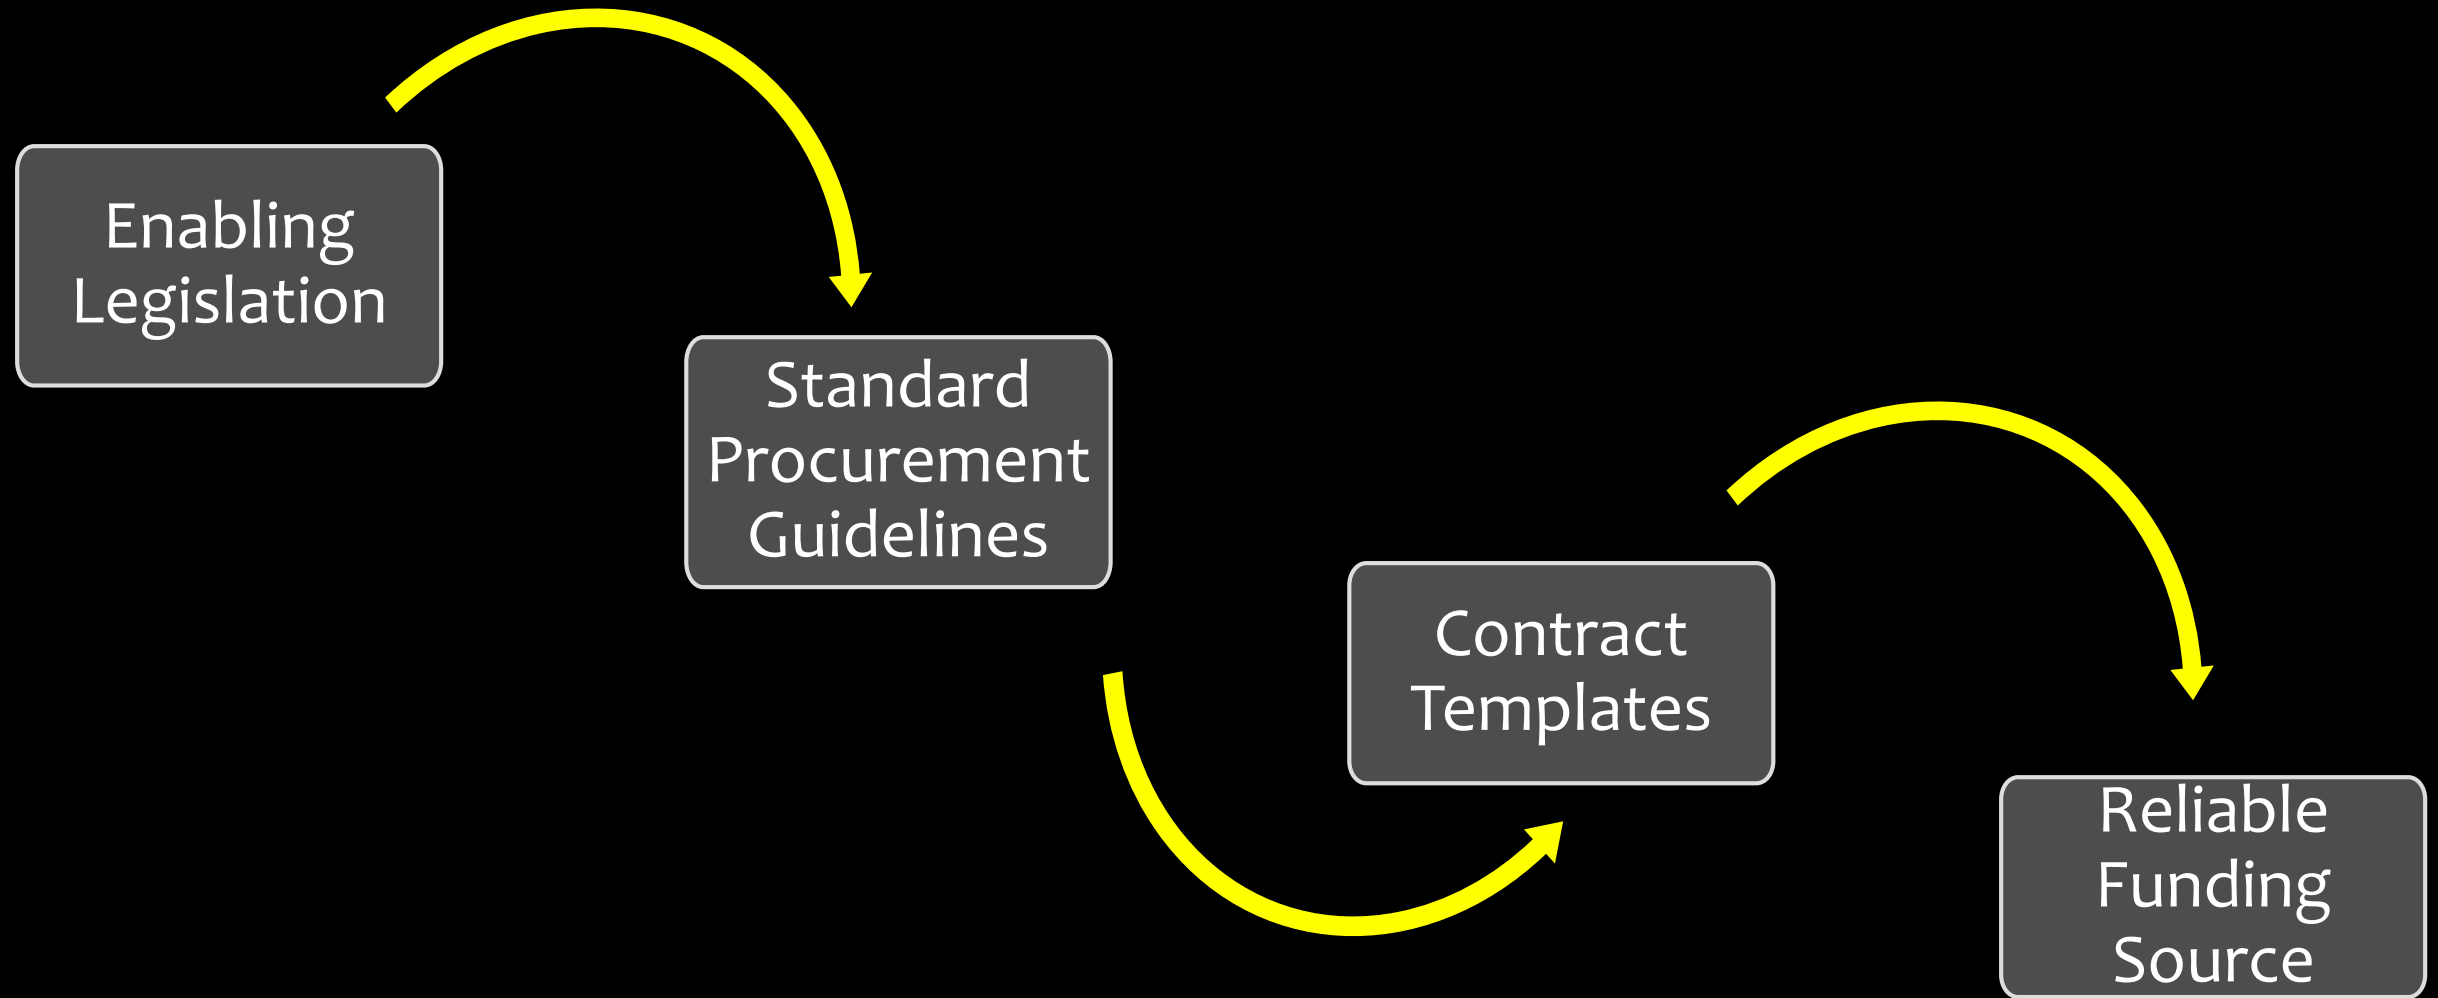 Enabling
Legislation
Standard
Procurement
Guidelines
Contract
Templates
Reliable
Funding
Source